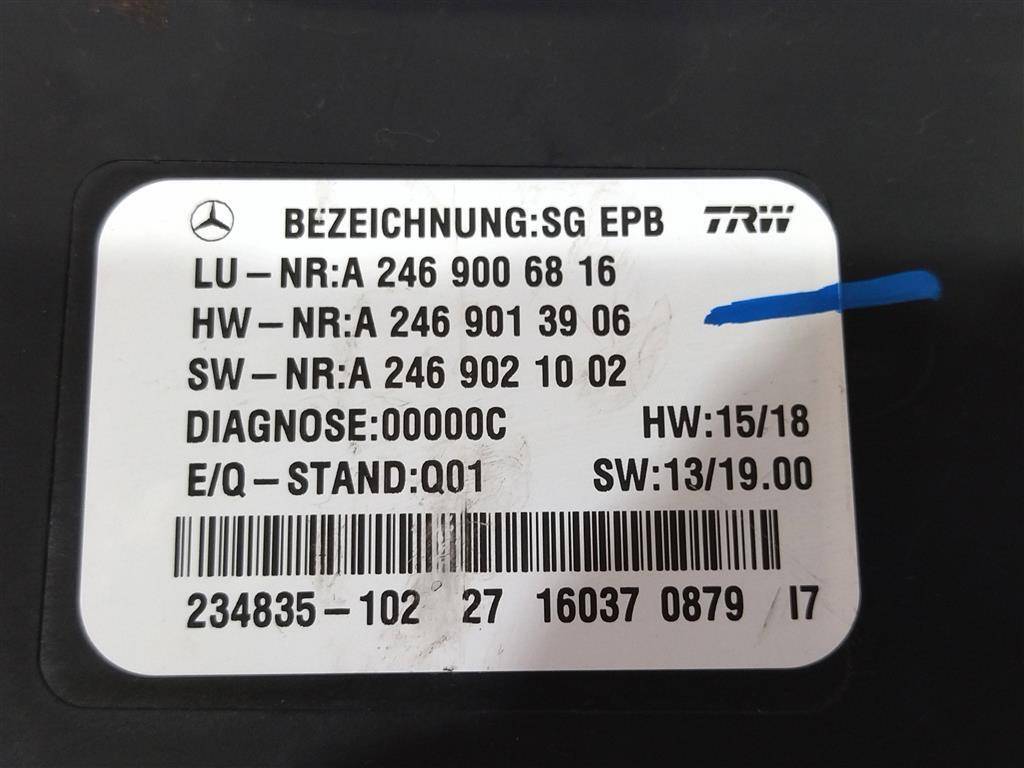 BEZEICHNUNG:SG EPB TRW
LU-NR:A 246 900 68 16
HW-NR:A 246 901 39 06
SW-NR:A 246 902 10 02
DIAGNOSE:00000C HW:15/18
E/Q-STAND:Q01 SW:13/19.00
234835-102 27 16037 0879 I7